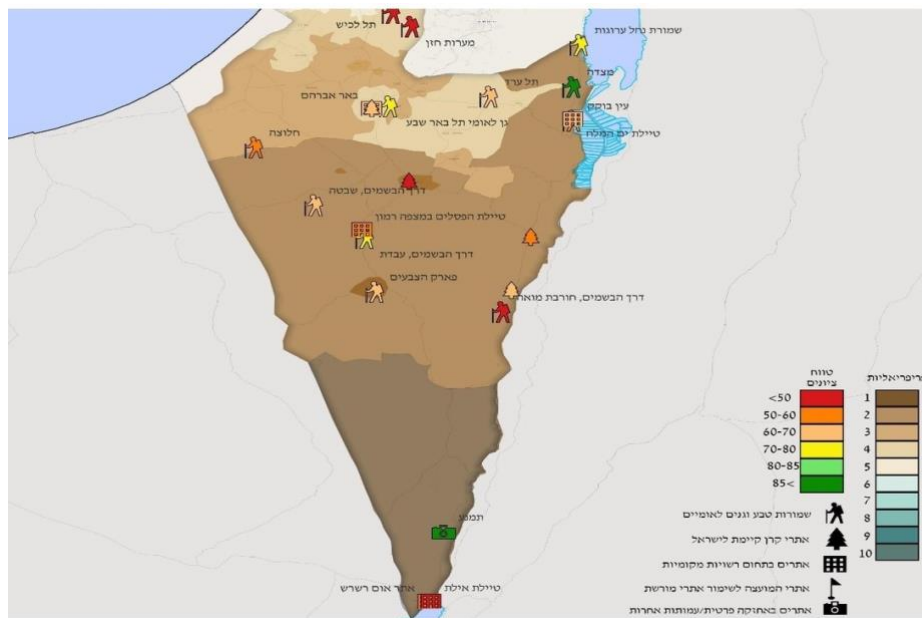 תל לכיש
מערות חזן
שמורת נחל ערוגות
מצדה
תל ערד
באר אברהם
גן לאומי תל באר שבע
עין בוקק
טיילת ים המלח
חלוצה
דרך הבשמים, שבטה
טיילת הפסלים במצפה רמון
דרך הבשמים, עבדת
פארק הצבעים
דרך הבשמים, חורבת מואה
תמנע
טיילת אילת
אתר אום רשרש
טווח
ציונים
<50
50-60
60-70
70-80
80-85
85<
פריפריאליות
1
2
3
4
5
6
7
8
9
10
שמורות טבע וגנים לאומיים
אתרי קרן קיימת לישראל
אתרים בתחום רשויות מקומיות
אתרי המועצה לשימור אתרי מורשת
אתרים באחזקה פרטית/עמותות אחרות